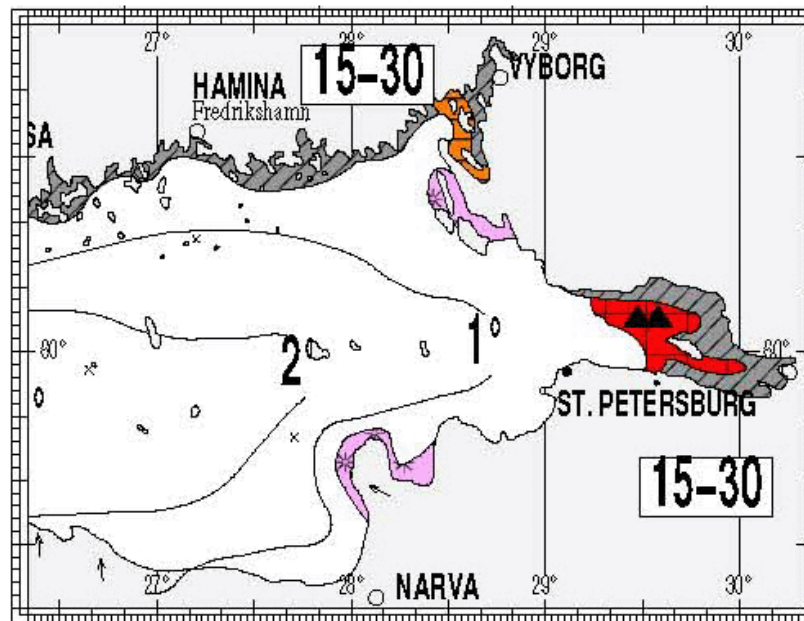 27°
28°
29°
30°
15-30
VYBORG
HAMINA
Fredrikshamn
SA
1
2
60°
60°
ST. PETERSBURG
15-30
27°
28°
29°
30°
NARVA